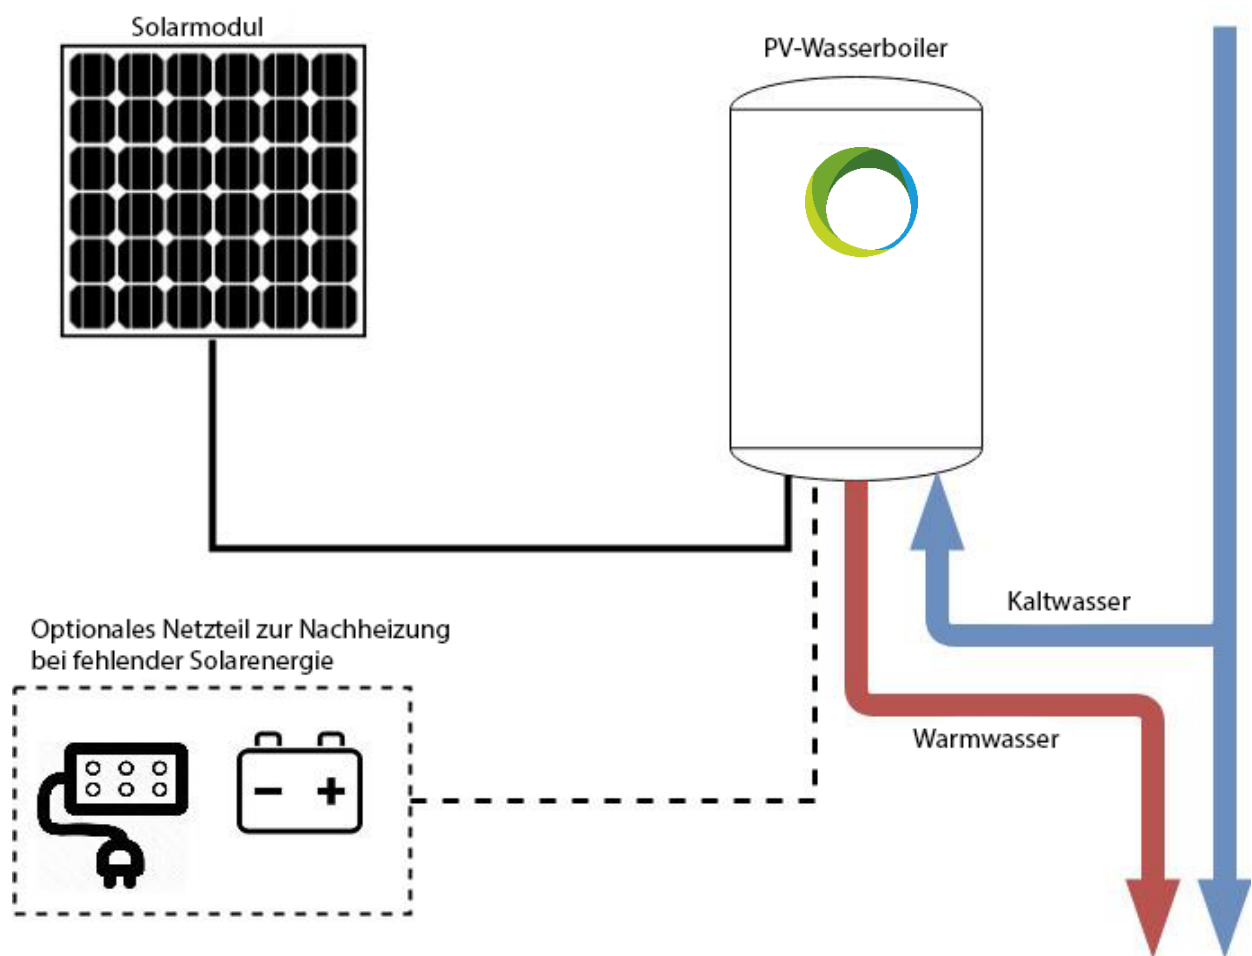 Solarmodul
PV-Wasserboiler
Kaltwasser
Optionales Netzteil zur Nachheizung
bei fehlender Solarenergie
Warmwasser